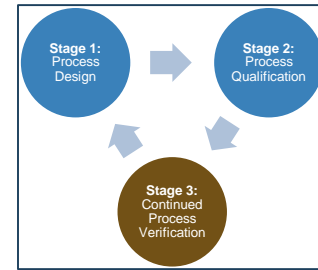 Stage 1:
Process
Design
Stage 2:
Process
Qualification
Stage 3:
Continued
Process
Verification